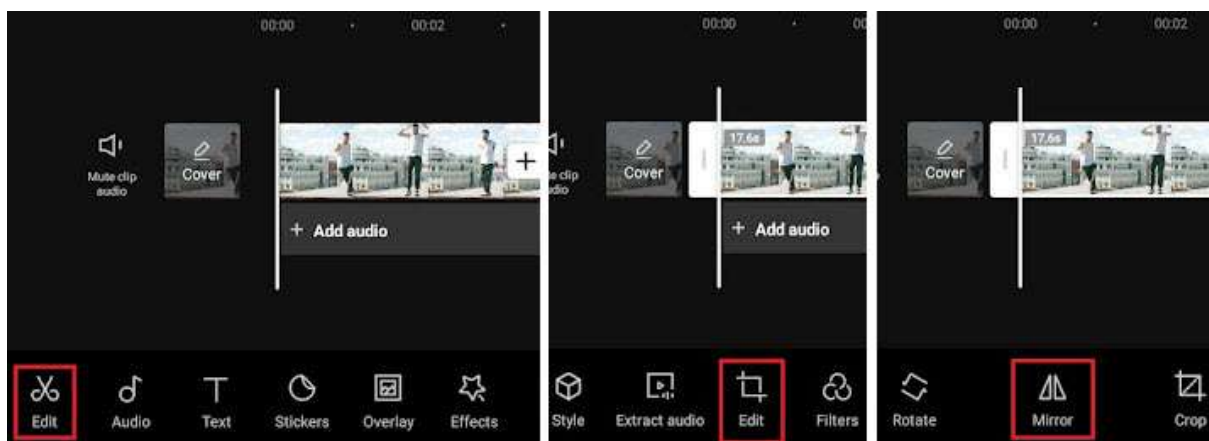 00:00 00:02
Mute clip
audio
Cover
+ Add audio
Edit Audio Text Stickers Overlay Effects
00:00
17.6s
Cover
+ Add audio
Style Extract audio Edit Filters
00:00 00:02
17.6s
Cover
Rotate Mirror Crop